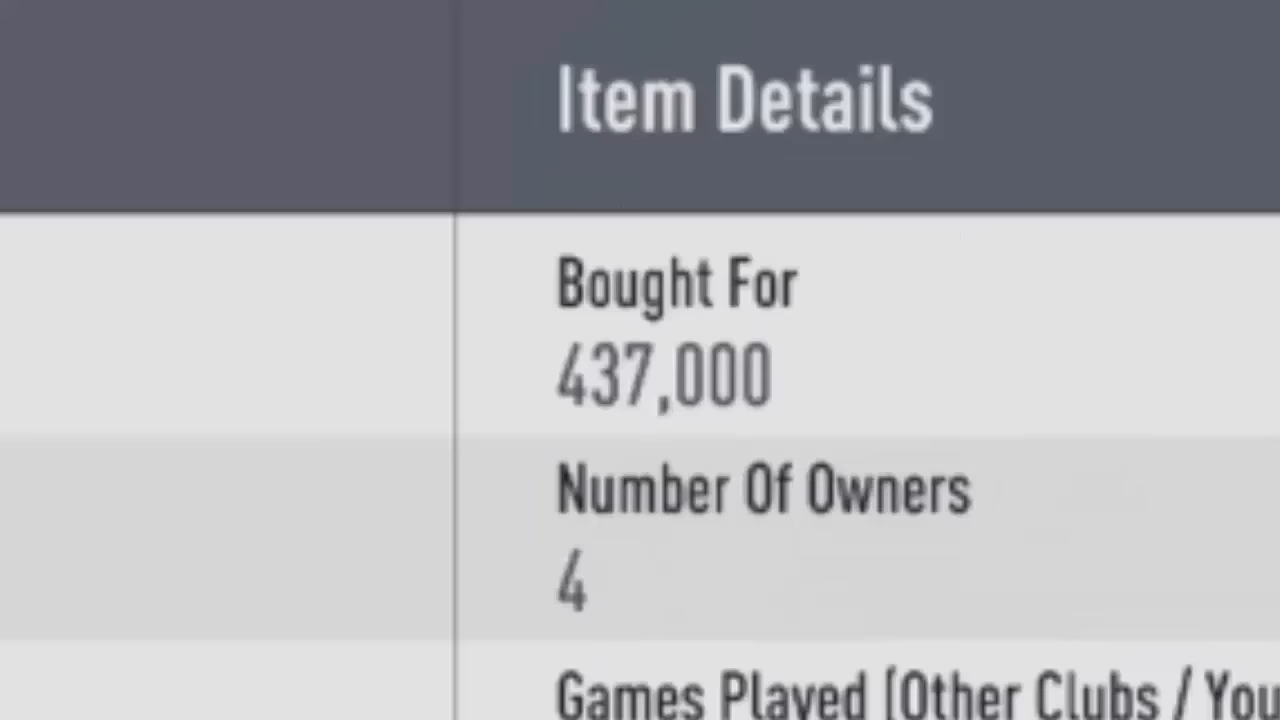 Item Details
Bought For
437,000
Number Of Owners
4
Games Played (Other Clubs / You